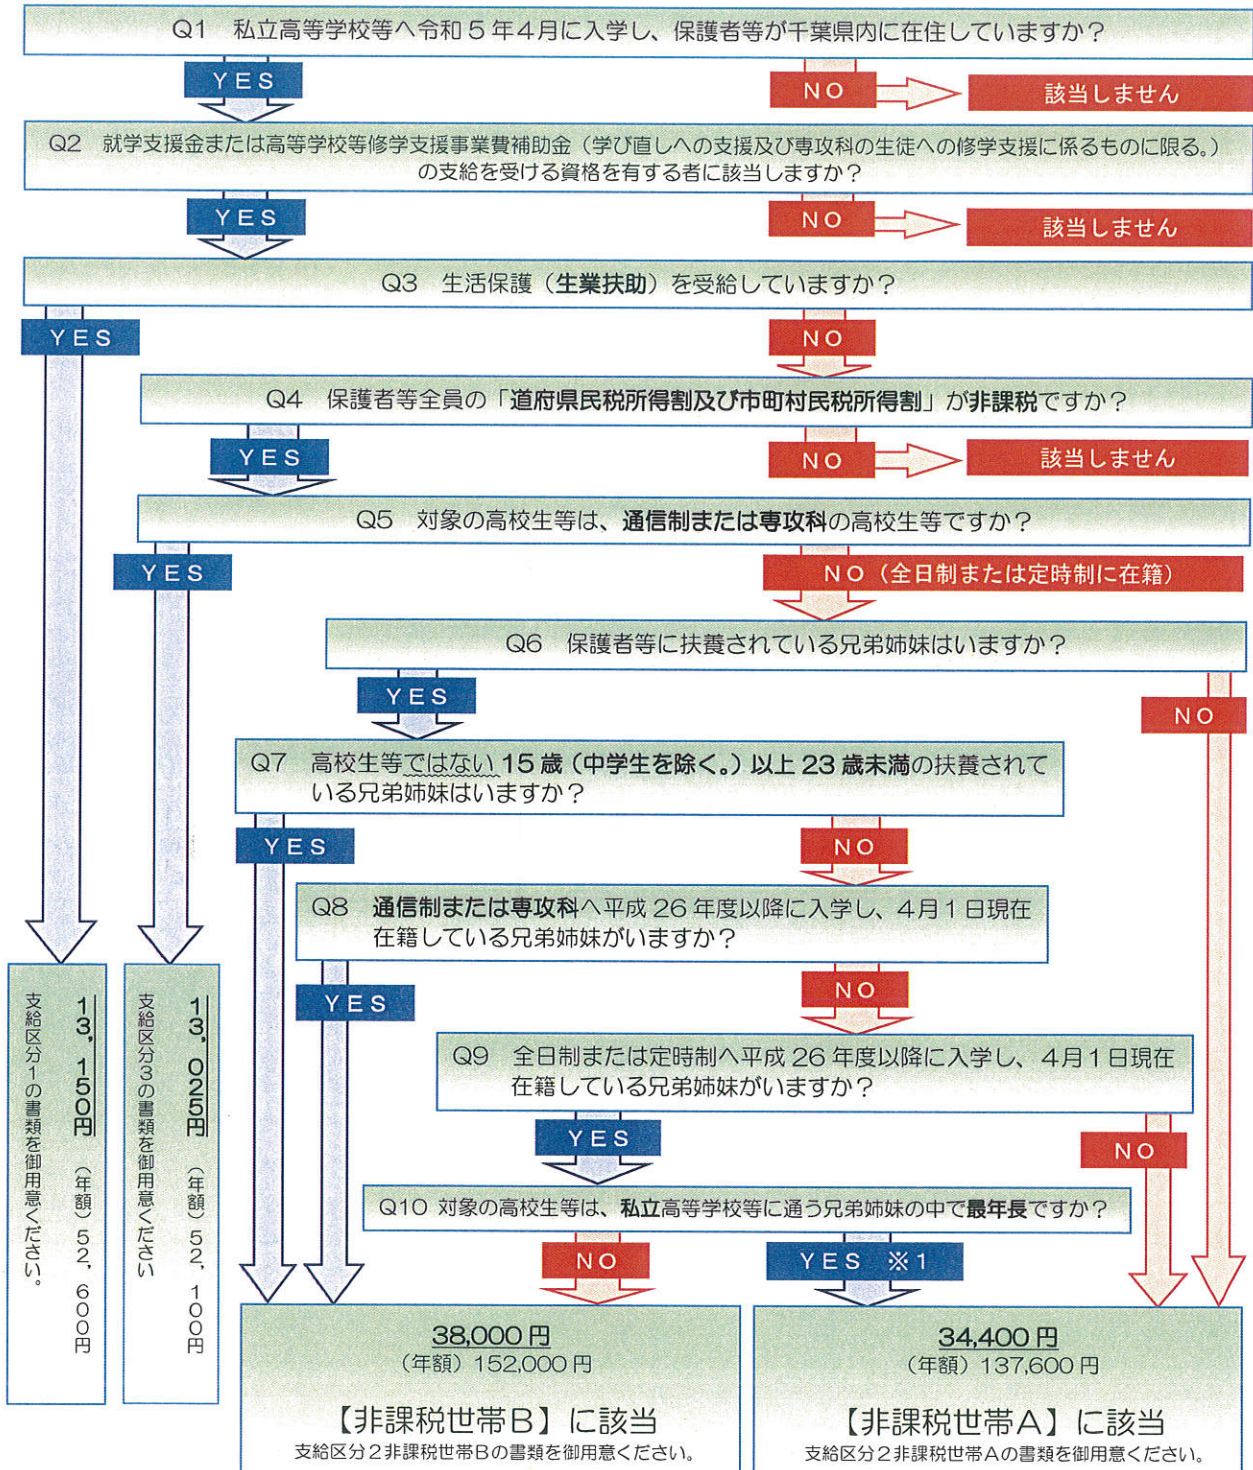 Q1 私立高等学校等へ令和5年4月に入学し、保護者等が千葉県内に在住していますか？
YES
NO
該当しません
Q2 就学支援金または高等学校等修学支援事業費補助金（学び直しへの支援及び専攻科の生徒への修学支援に係るものに限る。）
の支給を受ける資格を有する者に該当しますか？
YES
NO
該当しません
Q3 生活保護（生業扶助）を受給していますか？
YES
NO
Q4 保護者等全員の「道府県民税所得割及び市町村民税所得割」が非課税ですか？
YES
NO
該当しません
Q5 対象の高校生等は、通信制または専攻科の高校生等ですか？
YES
NO（全日制または定時制に在籍）
Q6 保護者等に扶養されている兄弟姉妹はいますか？
YES
NO
Q7 高校生等ではない15歳（中学生を除く。）以上23歳未満の扶養されて
いる兄弟姉妹はいますか？
YES
NO
Q8 通信制または専攻科へ平成26年度以降に入学し、4月1日現在
在籍している兄弟姉妹がいますか？
YES
NO
Q9 全日制または定時制へ平成26年度以降に入学し、4月1日現在
在籍している兄弟姉妹がいますか？
YES
NO
Q10 対象の高校生等は、私立高等学校等に通う兄弟姉妹の中で最年長ですか？
NO
YES ※1
13,150円 （年額）52,600円
支給区分1の書類を御用意ください。
13,025円 （年額）52,100円
支給区分3の書類を御用意ください
38,000円
（年額）152,000円
【非課税世帯B】に該当
支給区分2非課税世帯Bの書類を御用意ください。
34,400円
（年額）137,600円
【非課税世帯A】に該当
支給区分2非課税世帯Aの書類を御用意ください。